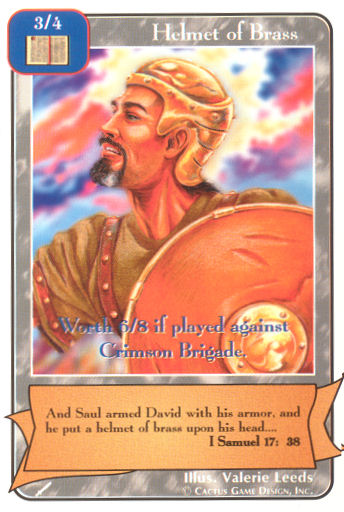 3/4
Helmet of Brass
Worth 6/8 if played against
Crimson Brigade.
And Saul armed David with his armor, and
he put a helmet of brass upon his head....
I Samuel 17: 38
Illus. Valerie Leeds
© Cactus Game Design, Inc.